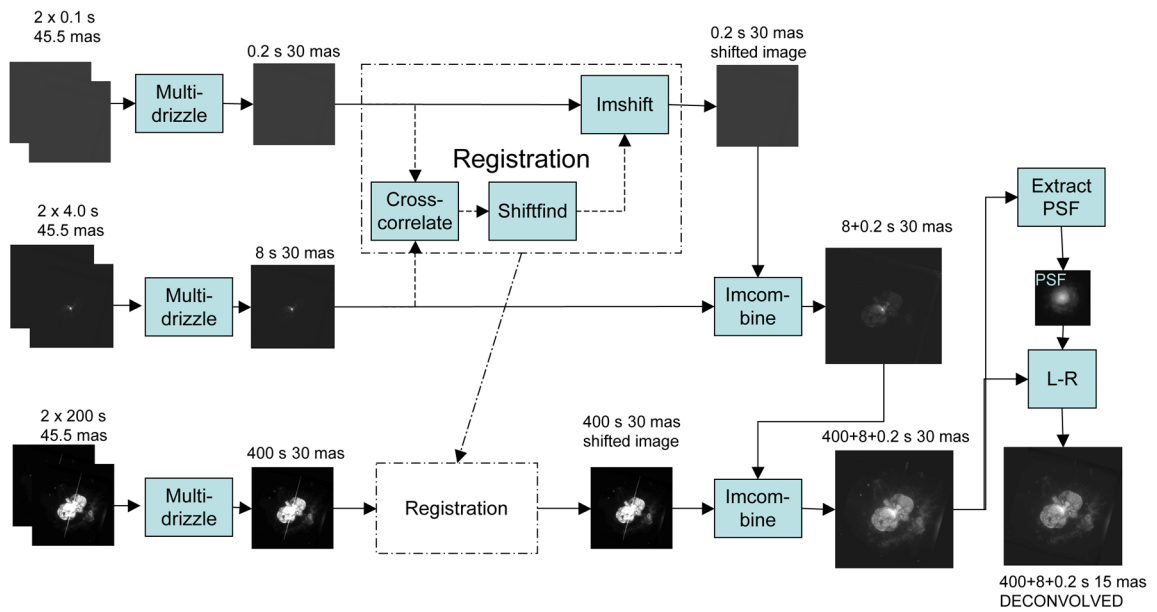 2 x 0.1 s
45.5 mas
Multi-
drizzle
0.2 s 30 mas
Imshift
0.2 s 30 mas
shifted image
Registration
Cross-
correlate
Shiftfind
2 x 4.0 s
45.5 mas
Multi-
drizzle
8 s 30 mas
Imcom-
bine
8+0.2 s 30 mas
Extract
PSF
PSF
L-R
2 x 200 s
45.5 mas
Multi-
drizzle
400 s 30 mas
Registration
400 s 30 mas
shifted image
Imcom-
bine
400+8+0.2 s 30 mas
400+8+0.2 s 15 mas
DECONVOLVED